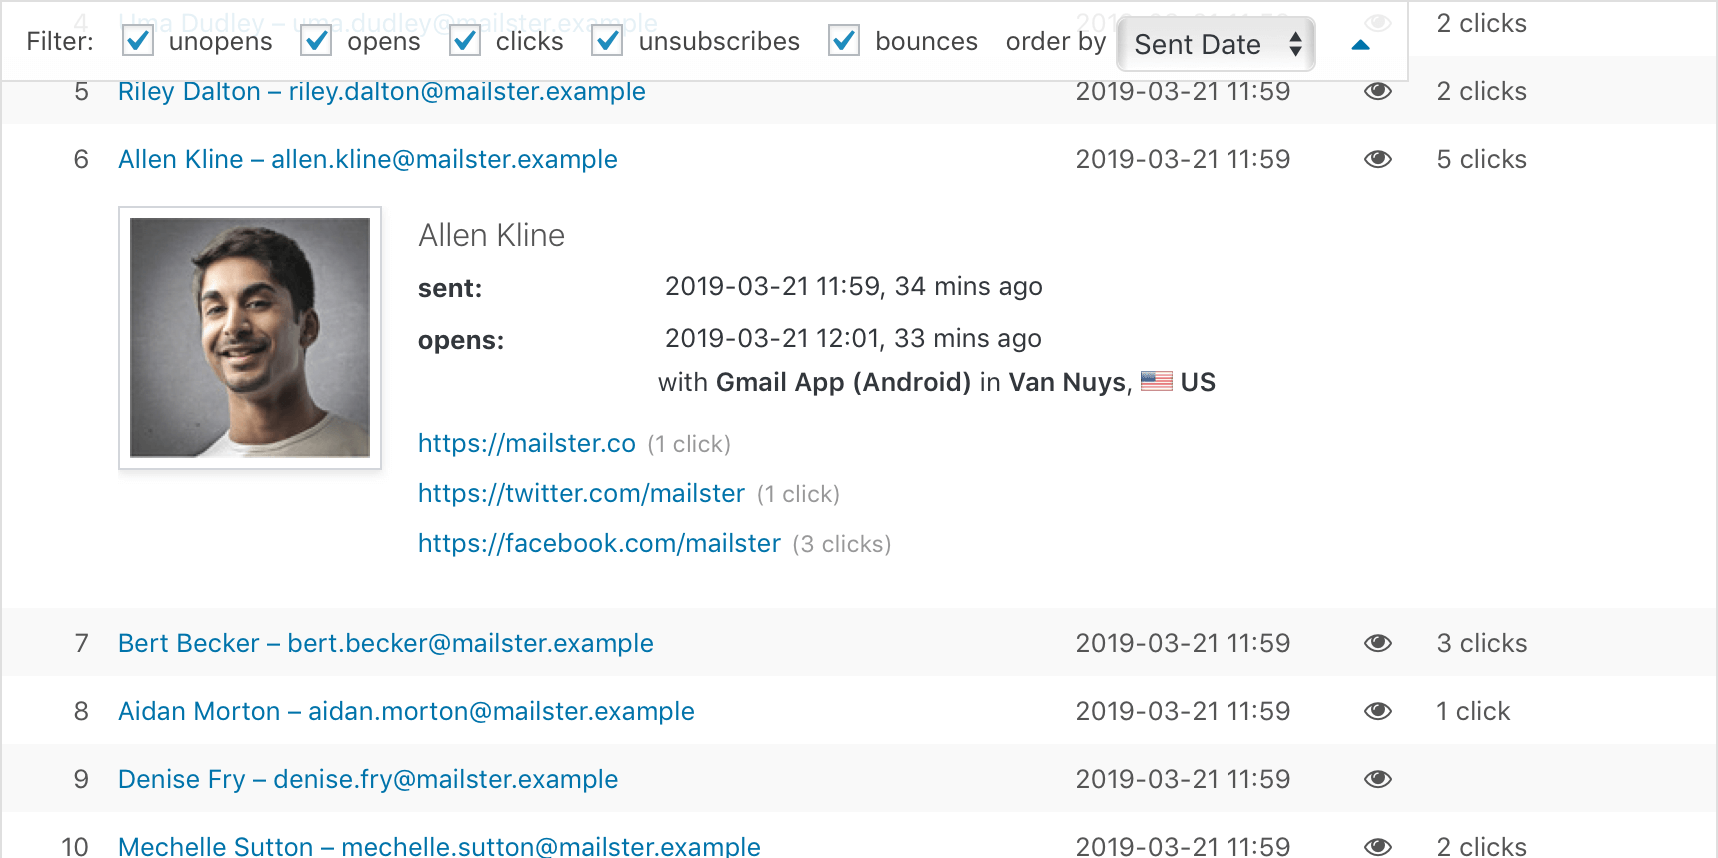 4 Uma Dudley – uma.dudley@mailster.example 2 clicks
Filter: unopens opens clicks unsubscribes bounces order by Sent Date
5 Riley Dalton – riley.dalton@mailster.example 2019-03-21 11:59 2 clicks
6 Allen Kline – allen.kline@mailster.example 2019-03-21 11:59 5 clicks
Allen Kline
sent: 2019-03-21 11:59, 34 mins ago
opens: 2019-03-21 12:01, 33 mins ago
with Gmail App (Android) in Van Nuys, US
https://mailster.co (1 click)
https://twitter.com/mailster (1 click)
https://facebook.com/mailster (3 clicks)
7 Bert Becker – bert.becker@mailster.example 2019-03-21 11:59 3 clicks
8 Aidan Morton – aidan.morton@mailster.example 2019-03-21 11:59 1 click
9 Denise Fry – denise.fry@mailster.example 2019-03-21 11:59
10 Mechelle Sutton – mechelle.sutton@mailster.example 2019-03-21 11:59 2 clicks